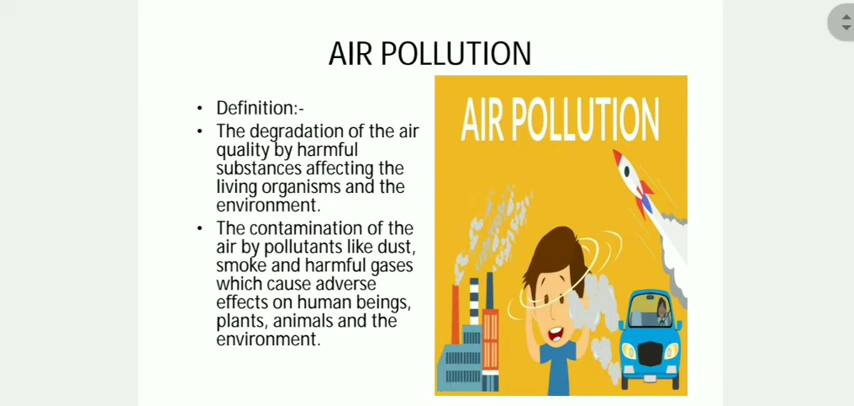 AIR POLLUTION
• Definition:-
• The degradation of the air
quality by harmful
substances affecting the
living organisms and the
environment.
• The contamination of the
air by pollutants like dust,
smoke and harmful gases
which cause adverse
effects on human beings,
plants, animals and the
environment.
AIR POLLUTION